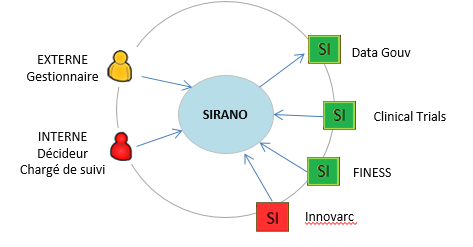 EXTERNE
Gestionnaire
INTERNE
Décideur
Chargé de suivi
SIRANO
SI
Data Gouv
SI
Clinical Trials
SI
FINESS
SI
Innovarc